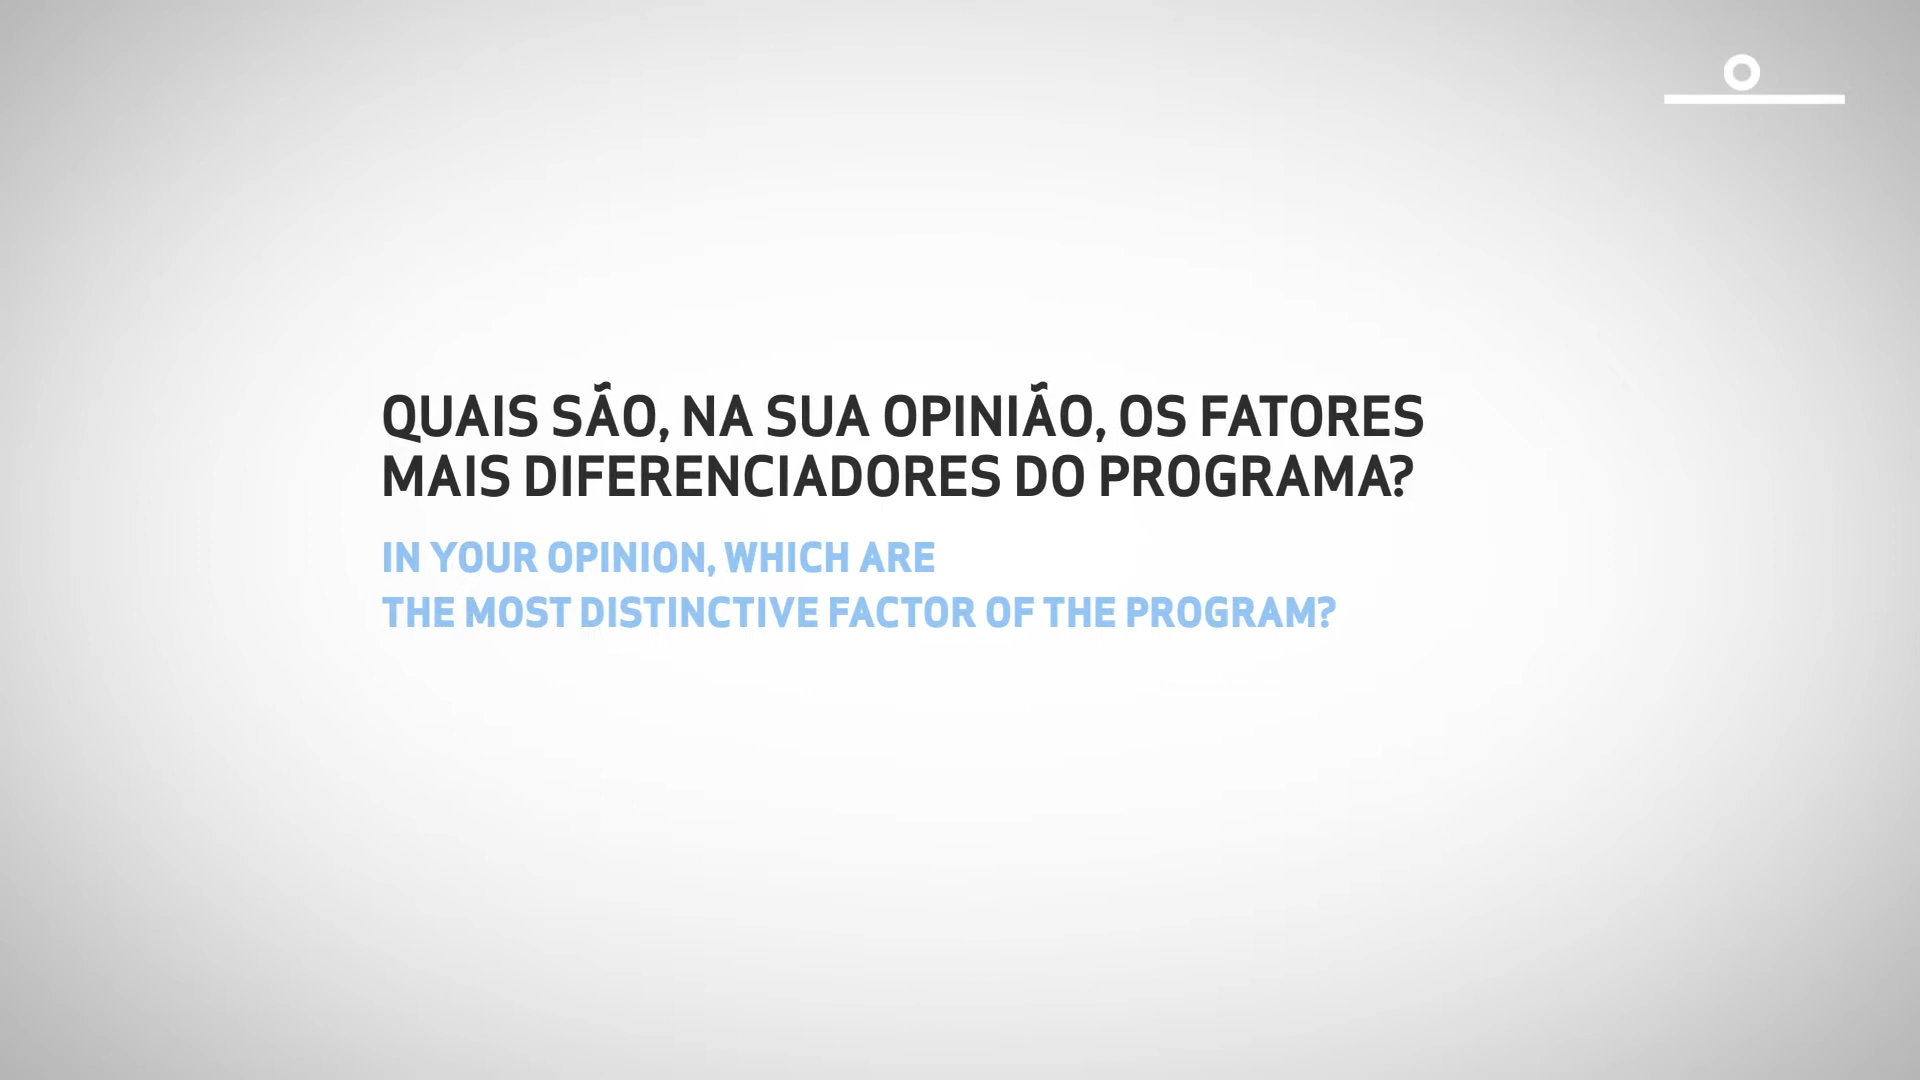 QUAIS SÃO, NA SUA OPINIÃO, OS FATORES
MAIS DIFERENCIADORES DO PROGRAMA?
IN YOUR OPINION, WHICH ARE
THE MOST DISTINCTIVE FACTOR OF THE PROGRAM?